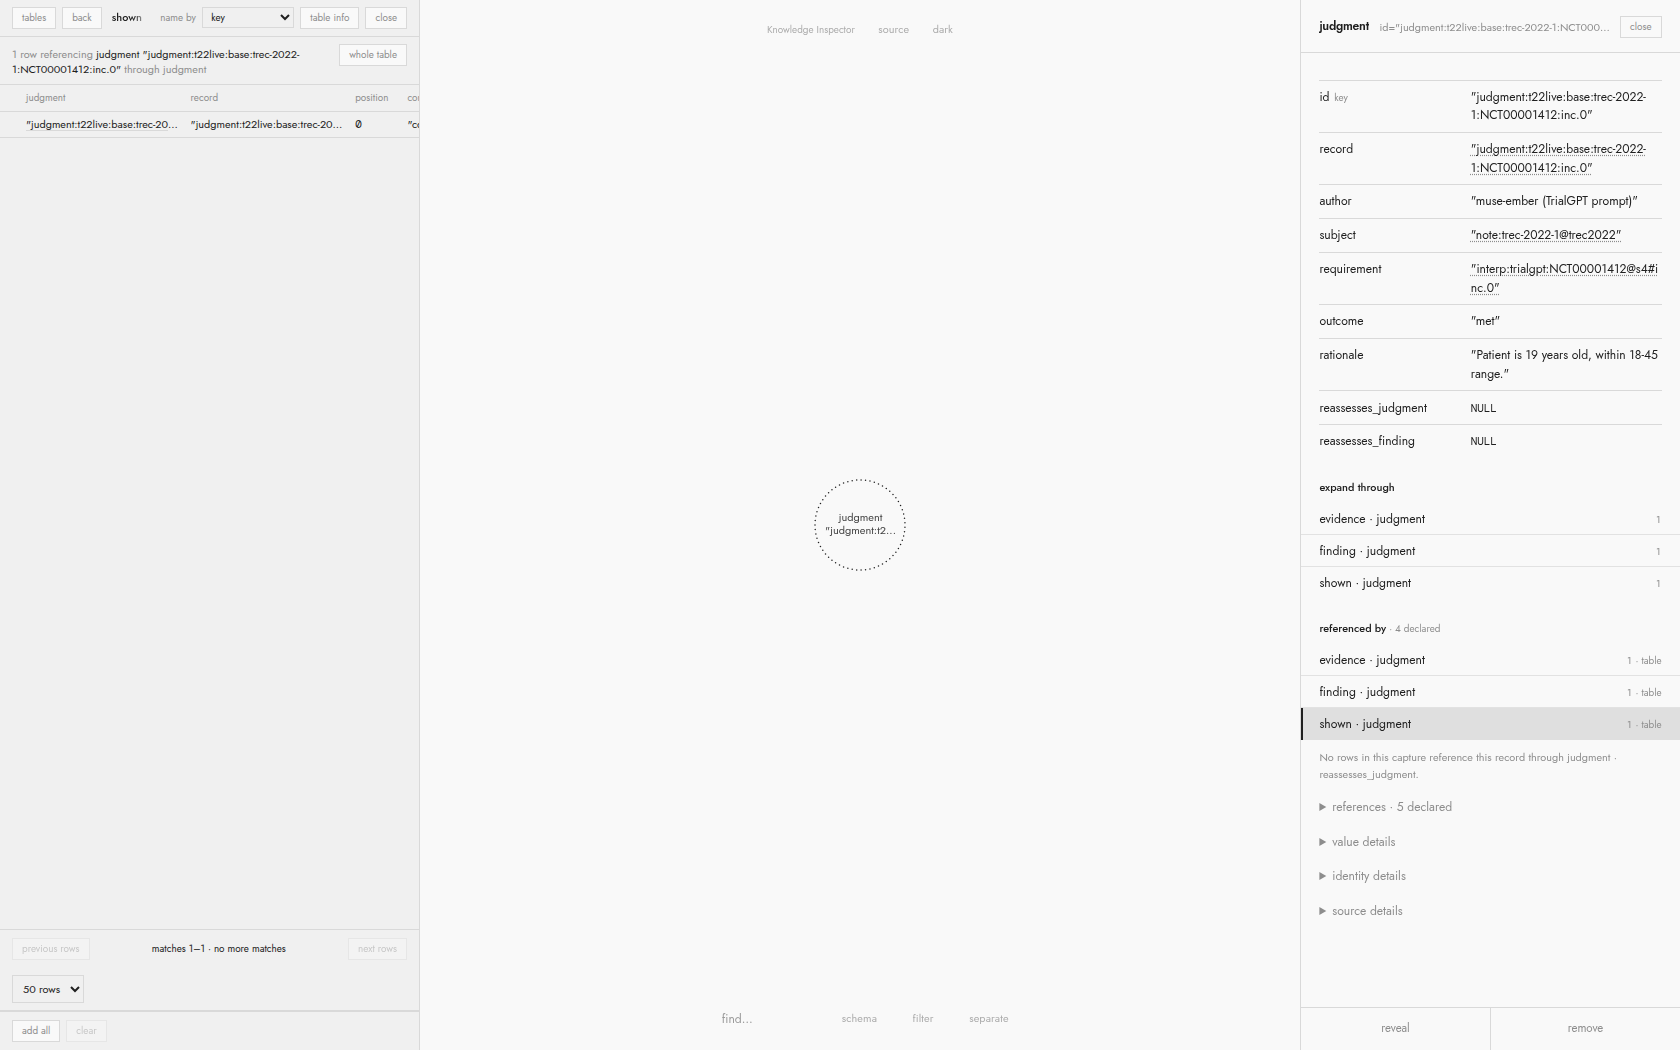 tables back shown name by key table info close
1 row referencing judgment "judgment:t22live:base:trec-2022-
1:NCT00001412:inc.0" through judgment
whole table
judgment record position
"judgment:t22live:base:trec-20… "judgment:t22live:base:trec-20… 0
previous rows matches 1–1 · no more matches next rows
50 rows
add all clear
Knowledge Inspector source dark
judgment
"judgment:t2…
find… schema filter separate
judgment id="judgment:t22live:base:trec-2022-1:NCT000… close
id key "judgment:t22live:base:trec-2022-
1:NCT00001412:inc.0"
record "judgment:t22live:base:trec-2022-
1:NCT00001412:inc.0"
author "muse-ember (TrialGPT prompt)"
subject "note:trec-2022-1@trec2022"
requirement "interp:trialgpt:NCT00001412@s4#i
nc.0"
outcome "met"
rationale "Patient is 19 years old, within 18-45
range."
reassesses_judgment NULL
reassesses_finding NULL
expand through
evidence · judgment 1
finding · judgment 1
shown · judgment 1
referenced by · 4 declared
evidence · judgment 1 · table
finding · judgment 1 · table
shown · judgment 1 · table
No rows in this capture reference this record through judgment ·
reassesses_judgment.
▶ references · 5 declared
▶ value details
▶ identity details
▶ source details
reveal remove